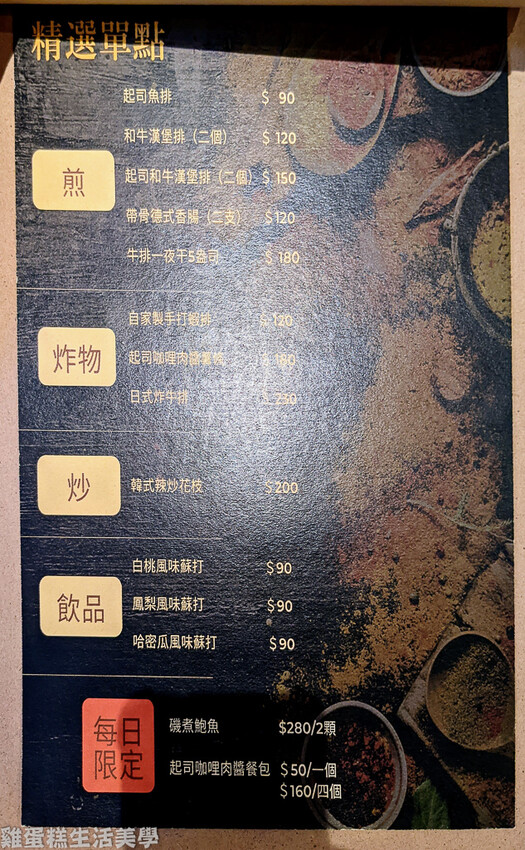 精選單點
煎
起司魚排 $ 90
和牛漢堡排（二個） $ 120
起司和牛漢堡排（二個） $ 150
帶骨德式香腸（二支） $120
牛排一夜干5盎司 $ 180
炸物
自家製手打蝦排 $ 120
起司咖哩肉醬薯條 $ 180
日式炸牛排
炒
韓式辣炒花枝 $200
飲品
白桃風味蘇打 $90
鳳梨風味蘇打 $90
哈密瓜風味蘇打 $90
每日
限定
磯煮鮑魚 $280/2顆
起司咖哩肉醬餐包 $50/一個
$160/四個
雞蛋糕生活美學